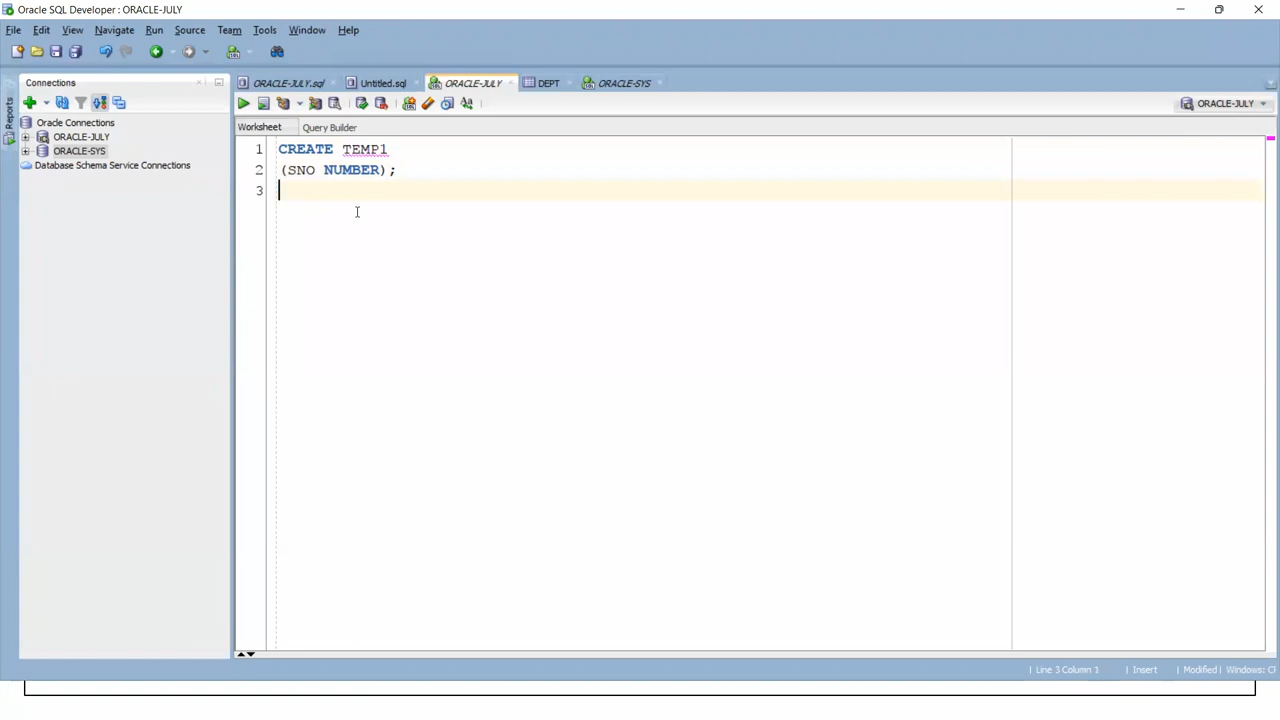 Oracle SQL Developer : ORACLE-JULY
File Edit View Navigate Run Source Team Tools Window Help
Connections
ORACLE-JULY.sql Untitled.sql ORACLE-JULY DEPT ORACLE-SYS
ORACLE-JULY
Reports
Oracle Connections
ORACLE-JULY
ORACLE-SYS
Database Schema Service Connections
Worksheet Query Builder
1 CREATE TEMP1
2 (SNO NUMBER);
3
Line 3 Column 1 Insert Modified Windows: